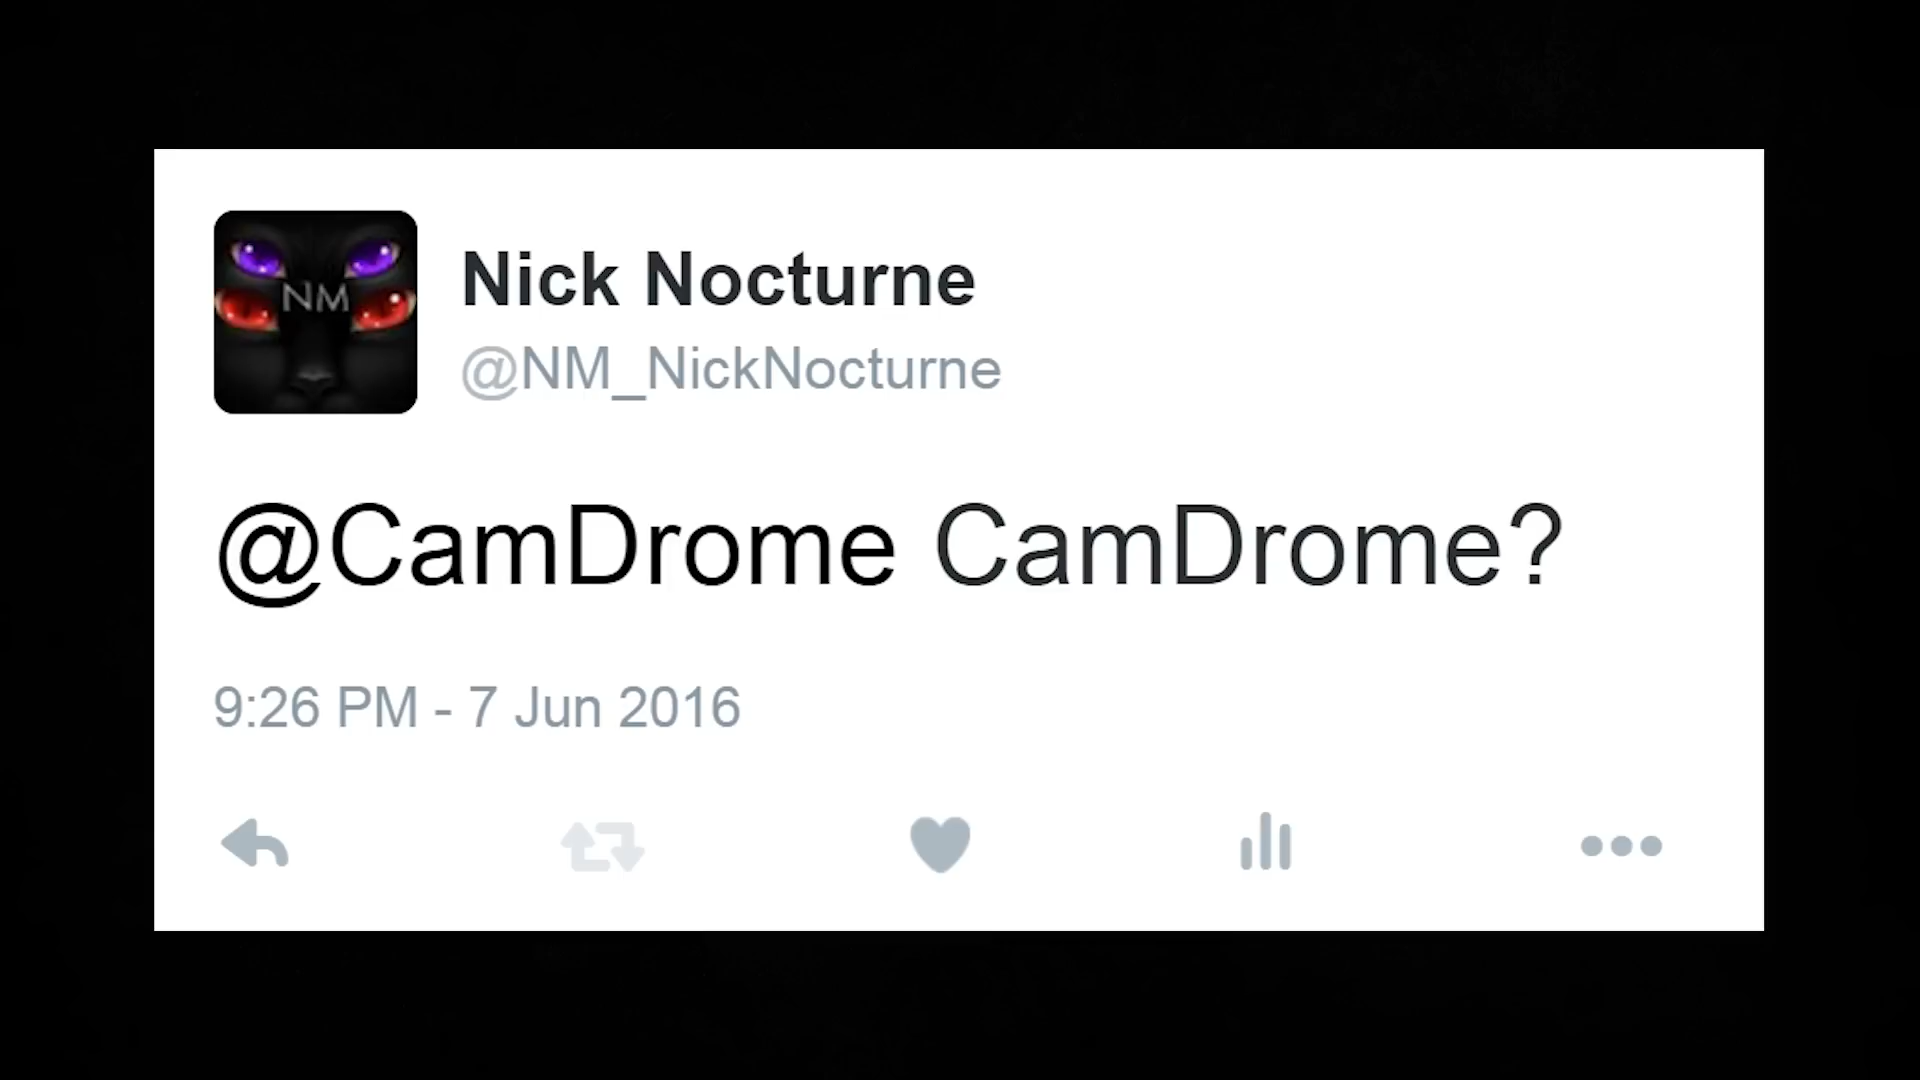 NM
Nick Nocturne
@NM_NickNocturne
@CamDrome CamDrome?
9:26 PM - 7 Jun 2016